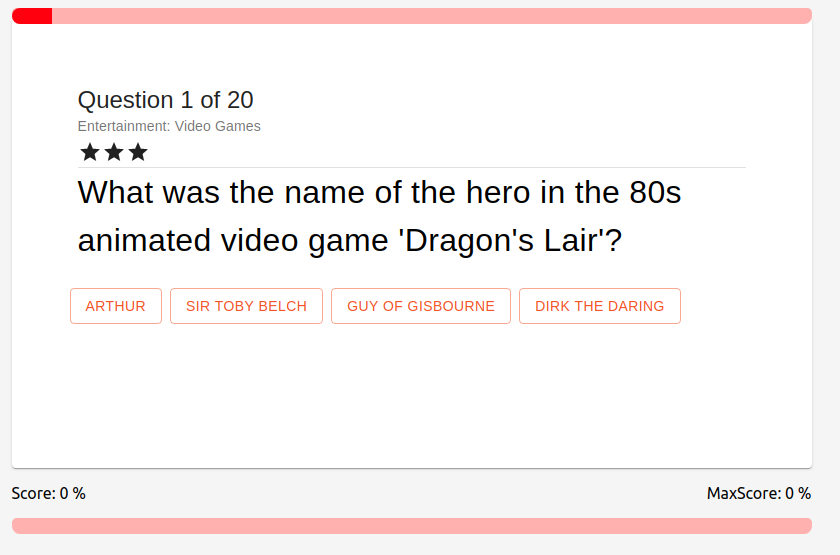 Question 1 of 20
Entertainment: Video Games
What was the name of the hero in the 80s
animated video game 'Dragon's Lair'?
ARTHUR SIR TOBY BELCH GUY OF GISBOURNE DIRK THE DARING
Score: 0 % MaxScore: 0 %